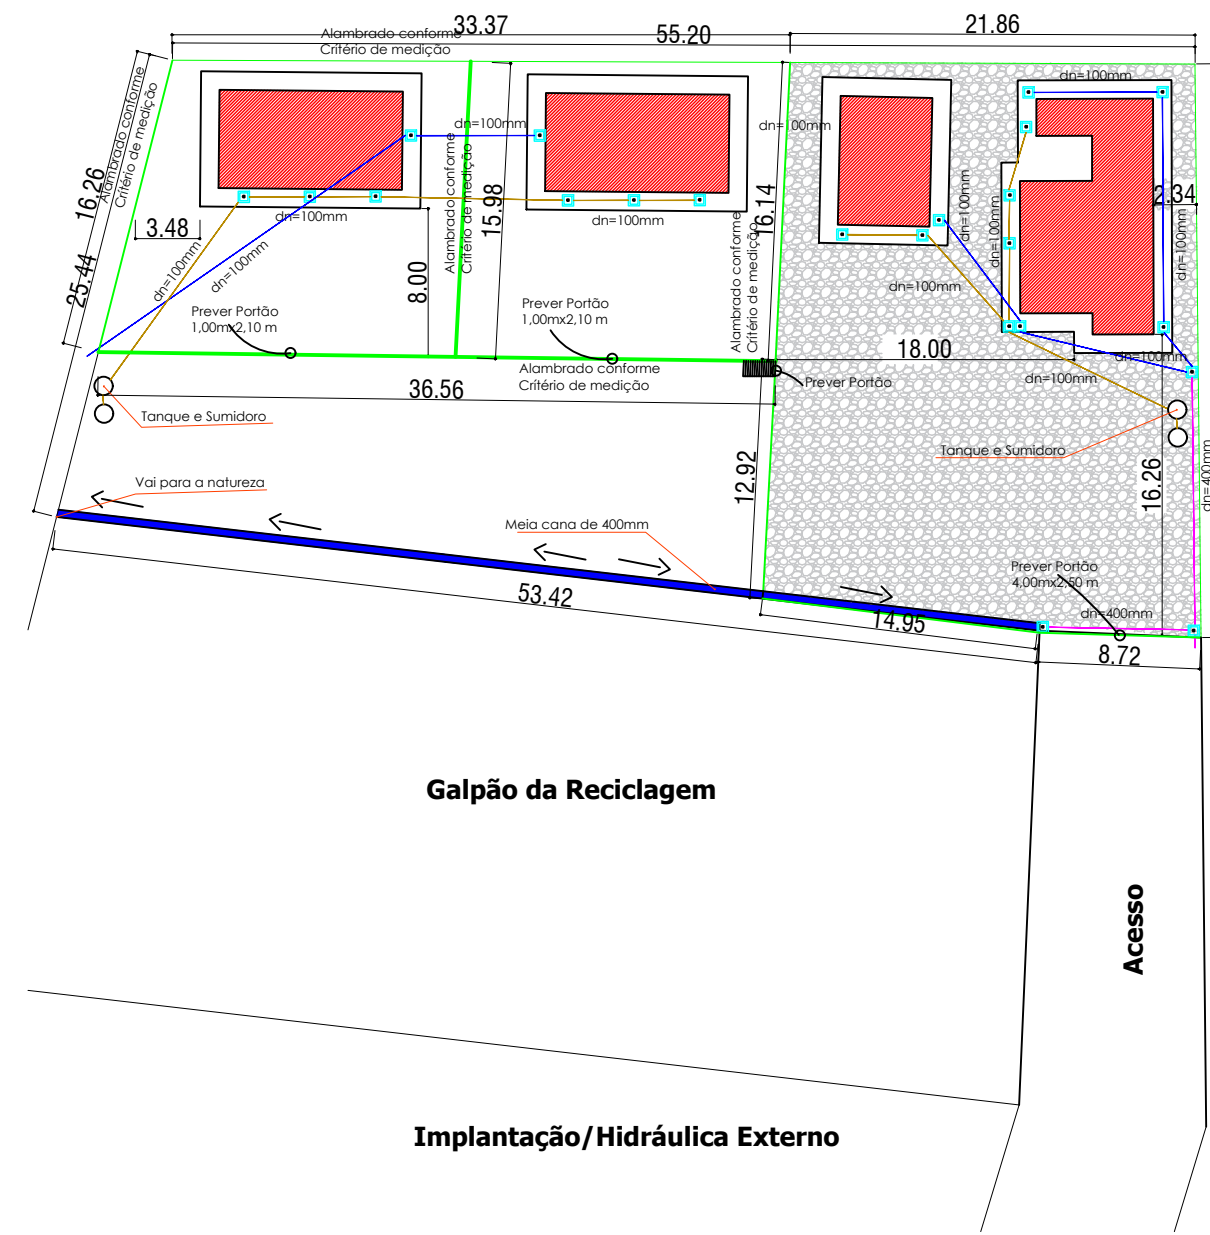 33.37
21.86
55.20
Alambrado conforme
Critério de medição
Alambrado conforme
Critério de medição
16.26
25.44
3.48
dn=100mm
dn=100mm
dn=100mm
dn=100mm
8.00
Alambrado conforme
Critério de medição
15.98
dn=100mm
dn=100mm
16.14
Alambrado conforme
Critério de medição
dn=100mm
dn=100mm
dn=100mm
dn=100mm
dn=100mm
2.34
dn=100mm
dn=100mm
dn=100mm
18.00
Prever Portão
1,00mx2,10 m
Prever Portão
1,00mx2,10 m
Alambrado conforme
Crítério de medição
Prever Portão
36.56
Tanque e Sumidoro
Tanque e Sumidoro
12.92
16.26
dn=400mm
Vai para a natureza
Meia cana de 400mm
53.42
14.95
Prever Portão
4,00mx2,50 m
dn=400mm
8.72
Galpão da Reciclagem
Acesso
Implantação/Hidráulica Externo